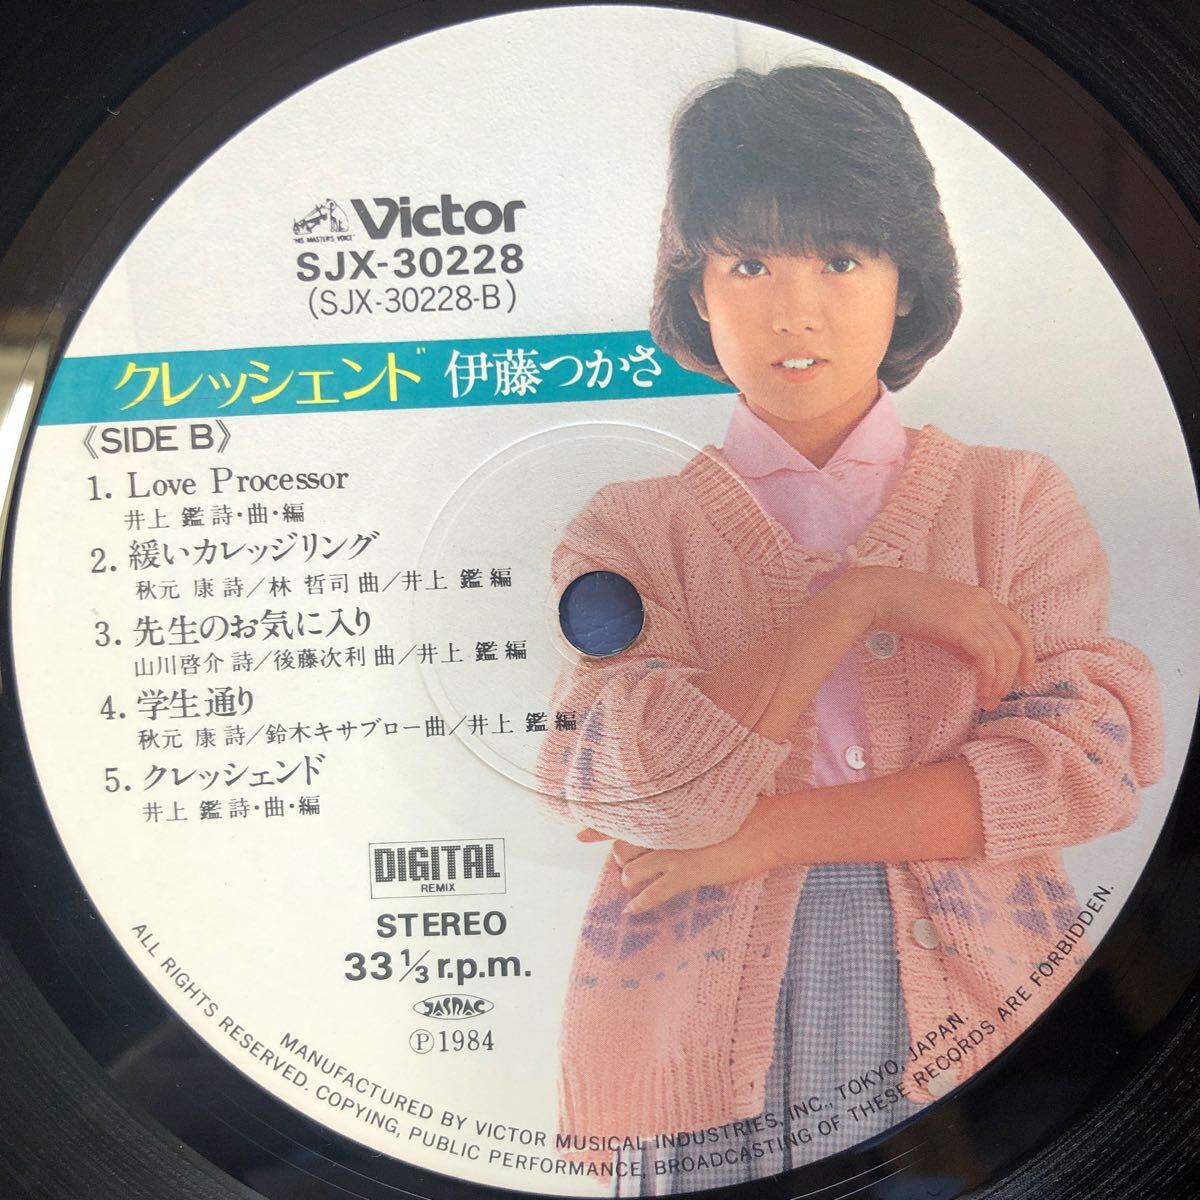 "HIS MASTER'S VOICE"
Victor
SJX-30228
(SJX-30228-B)
クレッシェンド 伊藤つかさ
《SIDE B》
1. Love Processor
井上 鑑 詩・曲・編
2. 緩いカレッジリング
秋元 康 詩/林 哲司 曲/井上 鑑 編
3. 先生のお気に入り
山川啓介 詩/後藤次利 曲/井上 鑑 編
4. 学生通り
秋元 康 詩/鈴木キサブロー曲/井上 鑑 編
5. クレッシェンド
井上 鑑 詩・曲・編
DIGITAL
REMIX
STEREO
33 1/3 r.p.m.
JASRAC
Ⓟ1984
MANUFACTURED BY VICTOR MUSICAL INDUSTRIES, INC., TOKYO, JAPAN.
ALL RIGHTS RESERVED. COPYING, PUBLIC PERFORMANCE, BROADCASTING OF THESE RECORDS ARE FORBIDDEN.